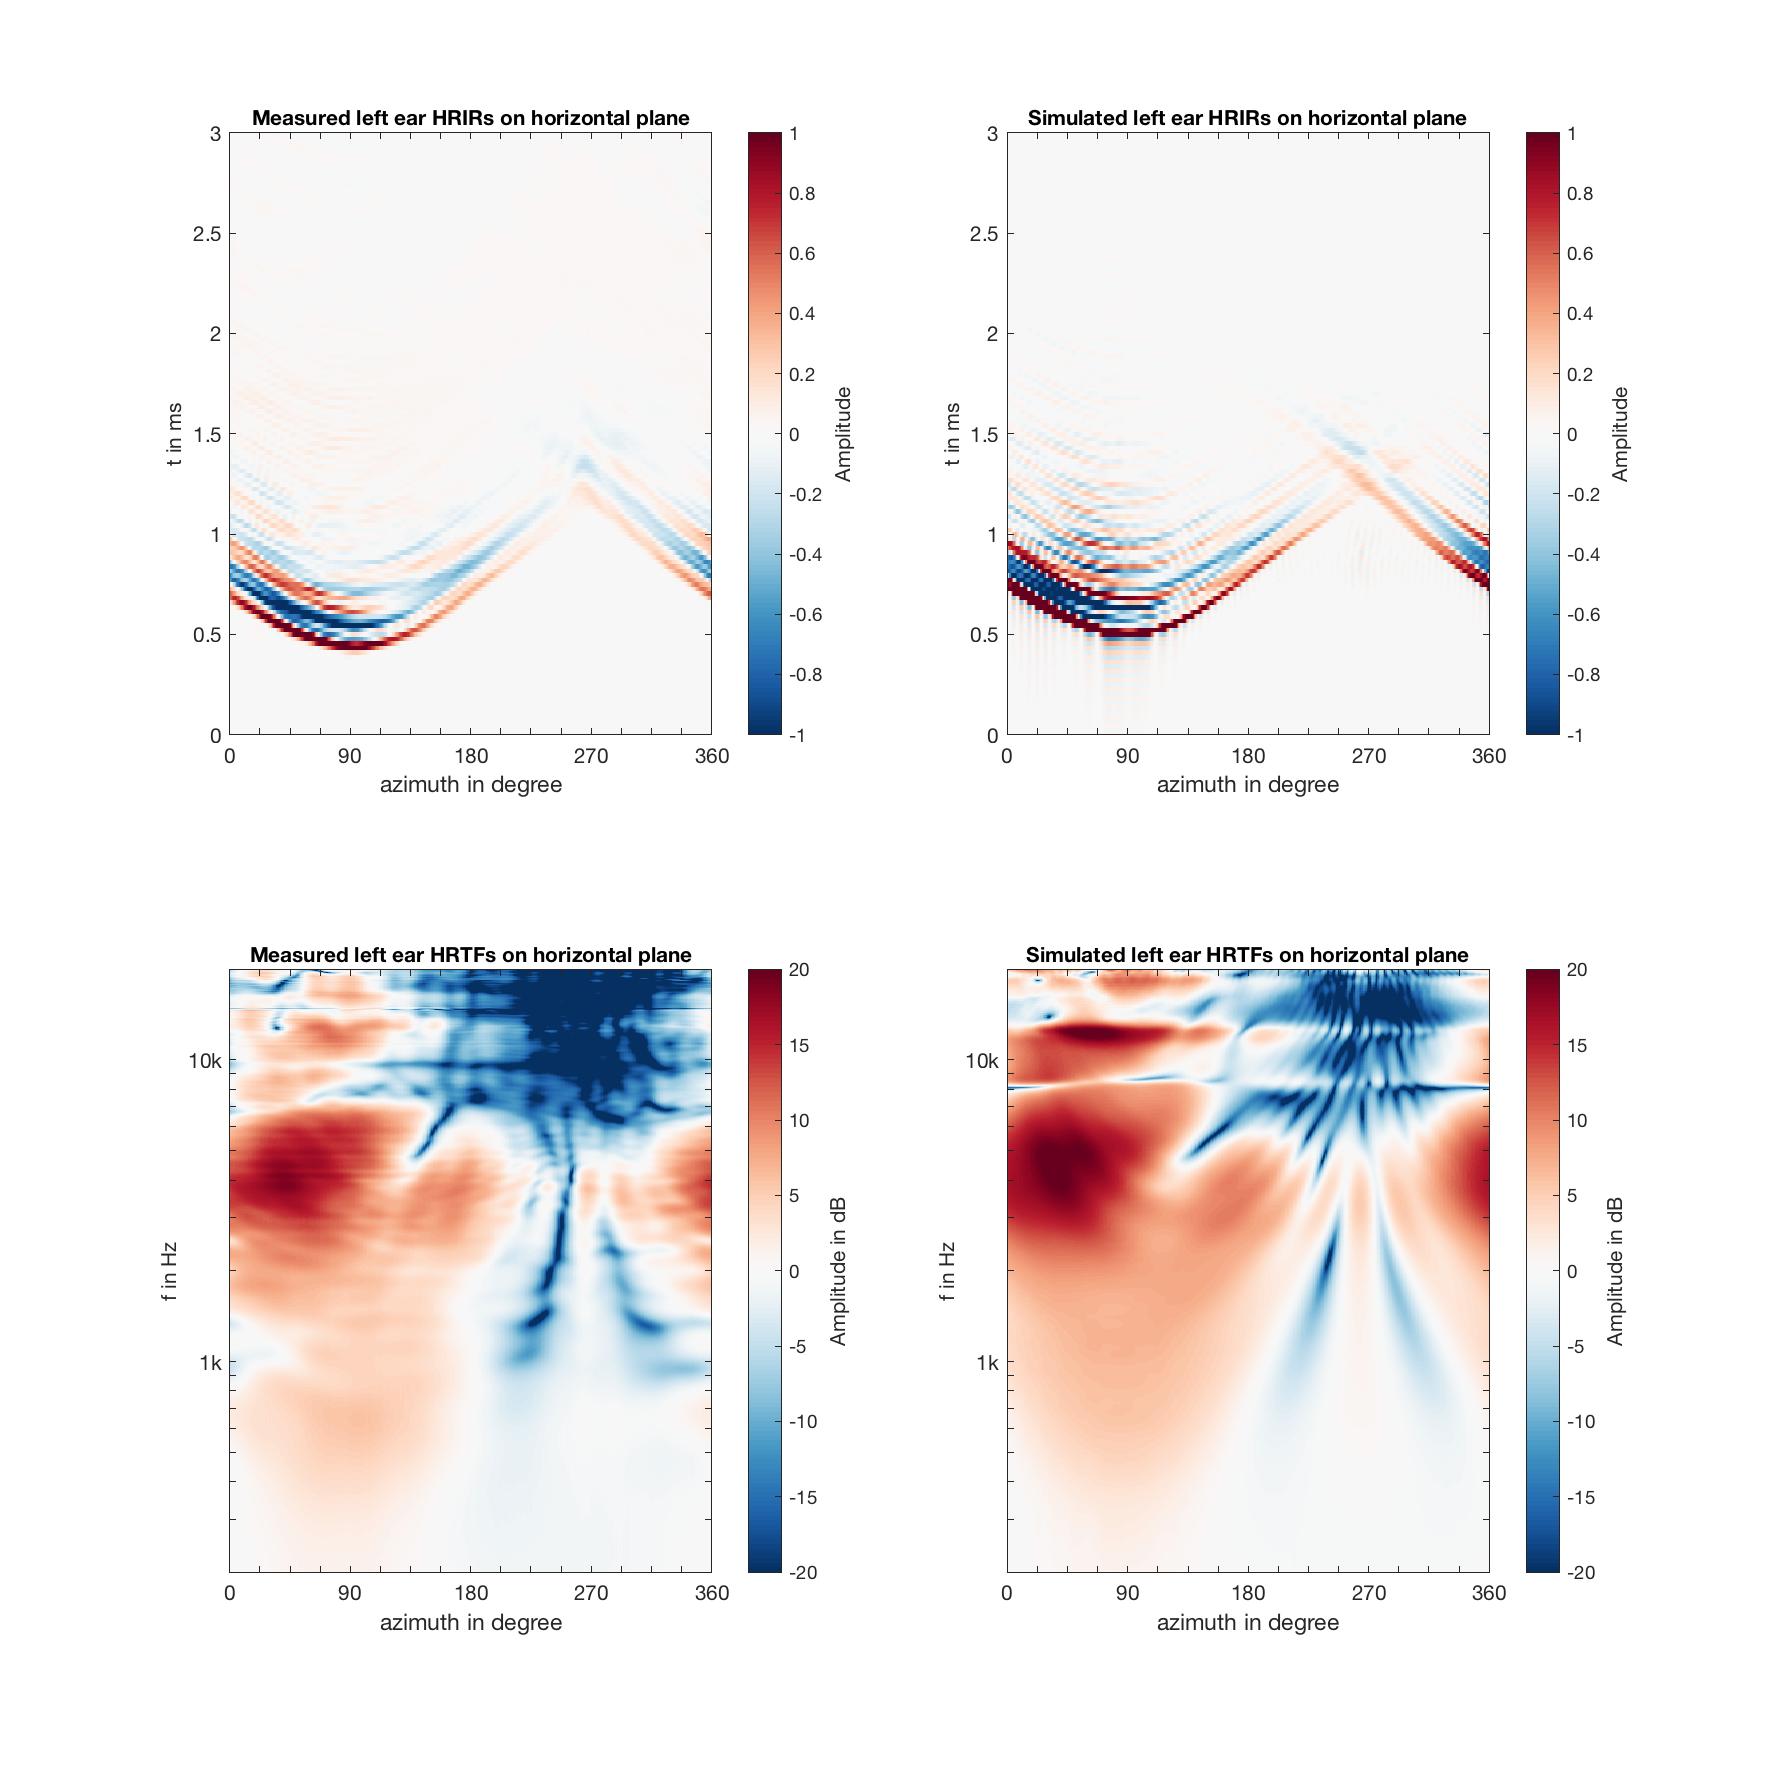 Measured left ear HRIRs on horizontal plane
3
2.5
2
1.5
1
0.5
0
t in ms
0 90 180 270 360
azimuth in degree
1
0.8
0.6
0.4
0.2
0
-0.2
-0.4
-0.6
-0.8
-1
Amplitude
Simulated left ear HRIRs on horizontal plane
3
2.5
2
1.5
1
0.5
0
t in ms
0 90 180 270 360
azimuth in degree
1
0.8
0.6
0.4
0.2
0
-0.2
-0.4
-0.6
-0.8
-1
Amplitude
Measured left ear HRTFs on horizontal plane
10k
1k
f in Hz
0 90 180 270 360
azimuth in degree
20
15
10
5
0
-5
-10
-15
-20
Amplitude in dB
Simulated left ear HRTFs on horizontal plane
10k
1k
f in Hz
0 90 180 270 360
azimuth in degree
20
15
10
5
0
-5
-10
-15
-20
Amplitude in dB